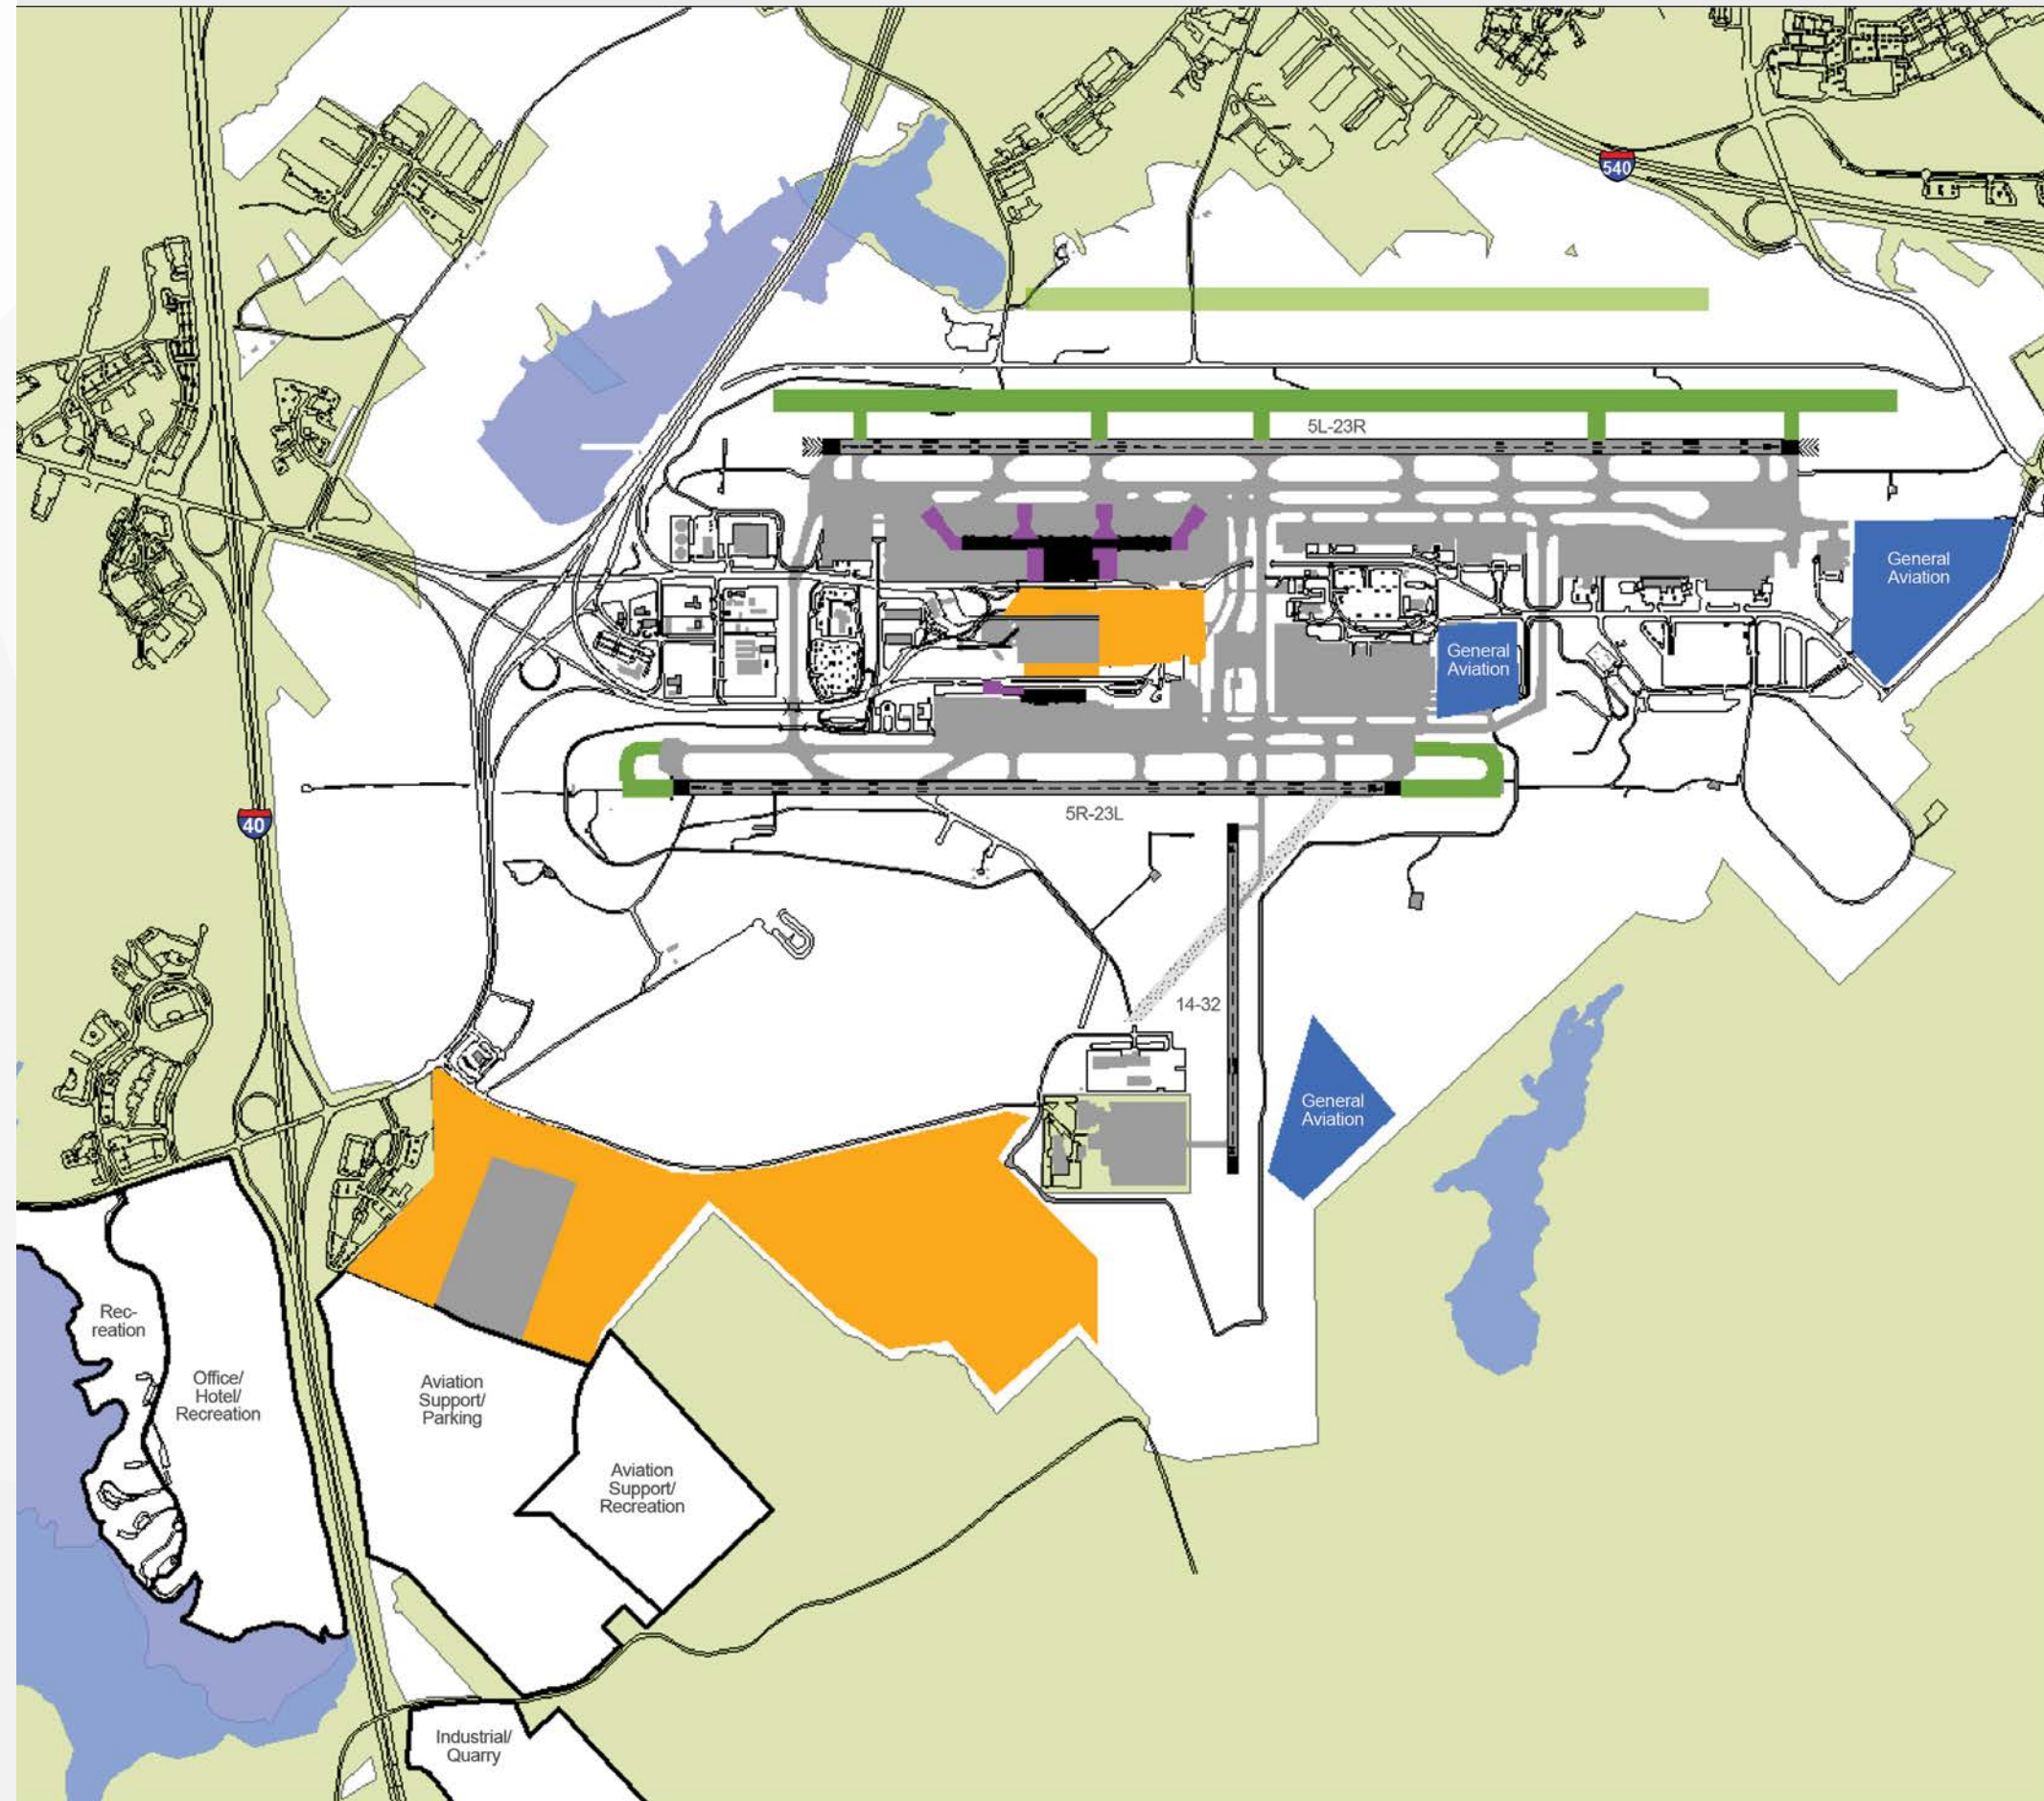 540
5L-23R
General
Aviation
General
Aviation
40
5R-23L
14-32
General
Aviation
Rec-
reation
Office/
Hotel/
Recreation
Aviation
Support/
Parking
Aviation
Support/
Recreation
Industrial/
Quarry